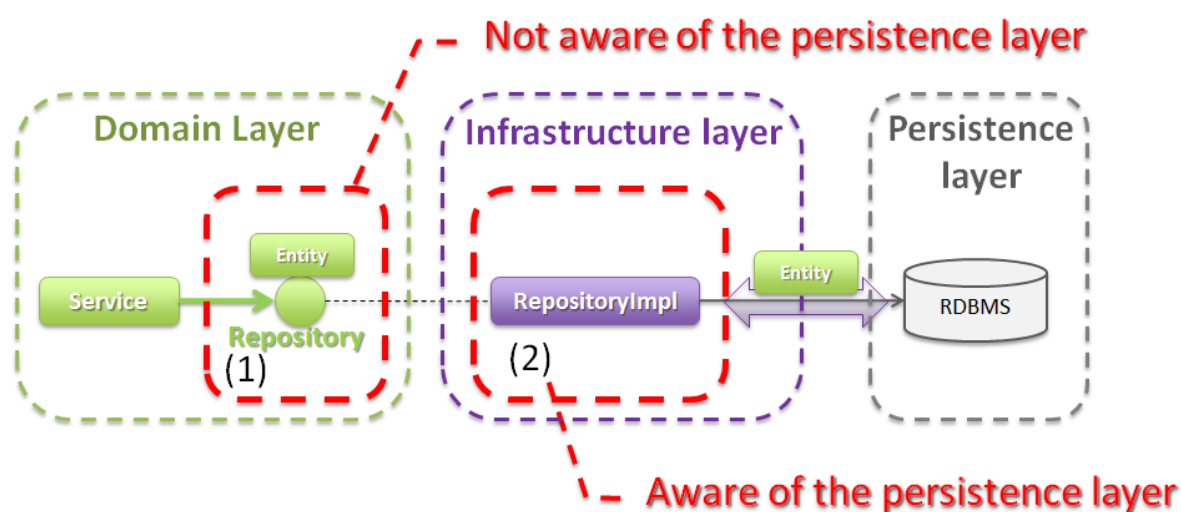 Not aware of the persistence layer
Domain Layer
Infrastructure layer
Persistence
layer
Entity
Service
Repository
(1)
RepositoryImpl
(2)
Entity
RDBMS
Aware of the persistence layer